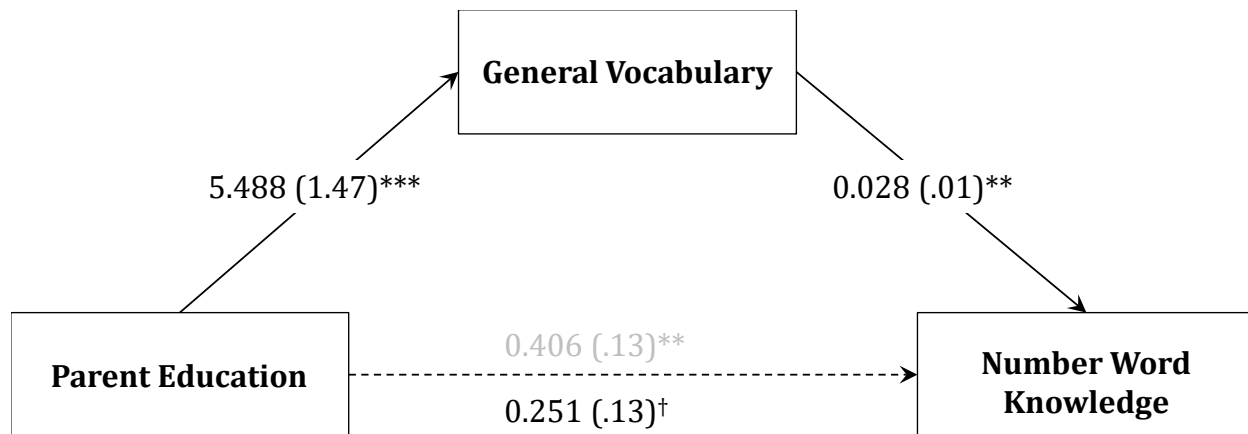 General Vocabulary
5.488 (1.47)***
0.028 (.01)**
0.406 (.13)**
Parent Education
0.251 (.13)†
Number Word
Knowledge